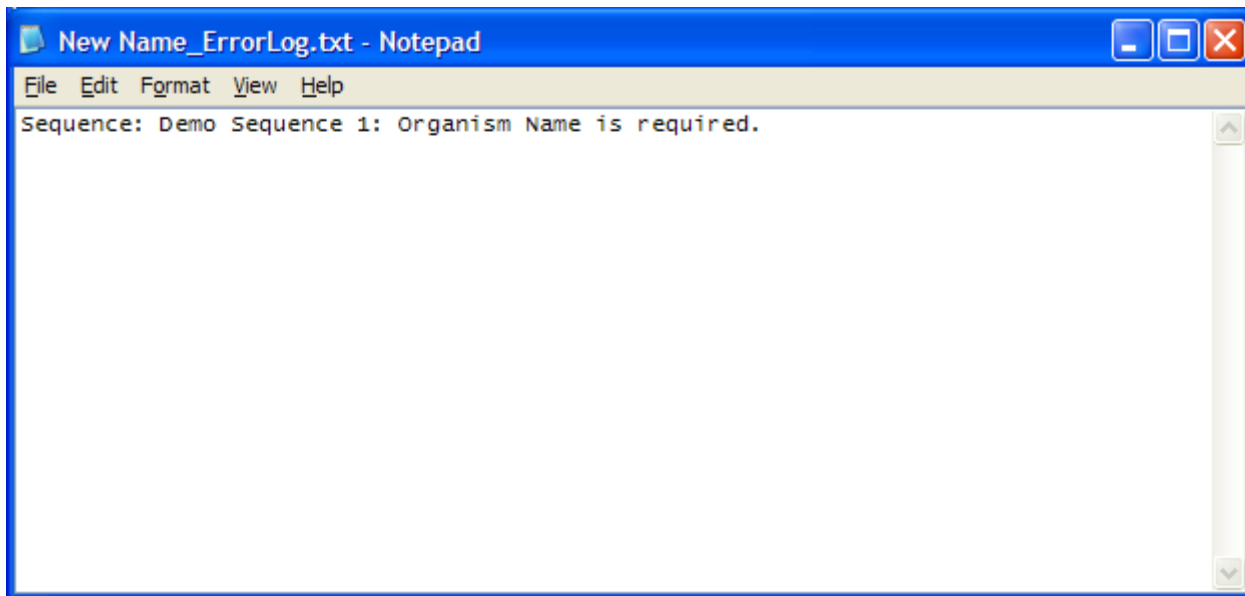 New Name_ErrorLog.txt - Notepad
File Edit Format View Help
Sequence: Demo Sequence 1: Organism Name is required.